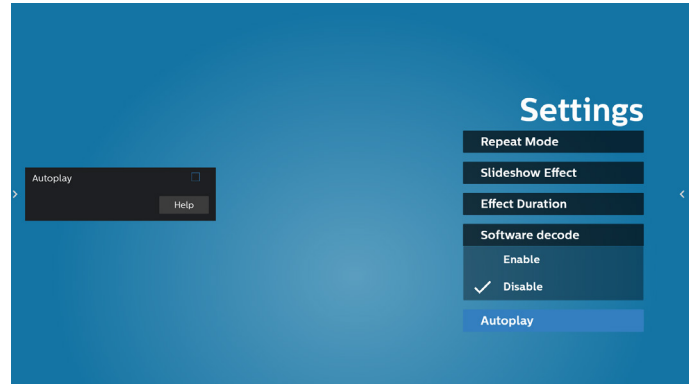 Settings
Repeat Mode
Slideshow Effect
Autoplay
Help
Effect Duration
Software decode
Enable
Disable
Autoplay